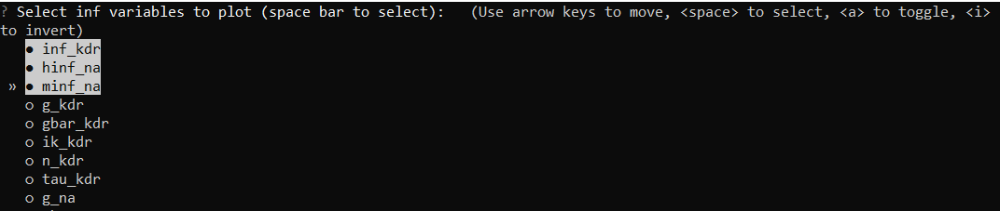 ? Select inf variables to plot (space bar to select):   (Use arrow keys to move, <space> to select, <a> to toggle, <i>
to invert)
● inf_kdr
● hinf_na
» ● minf_na
○ g_kdr
○ gbar_kdr
○ ik_kdr
○ n_kdr
○ tau_kdr
○ g_na